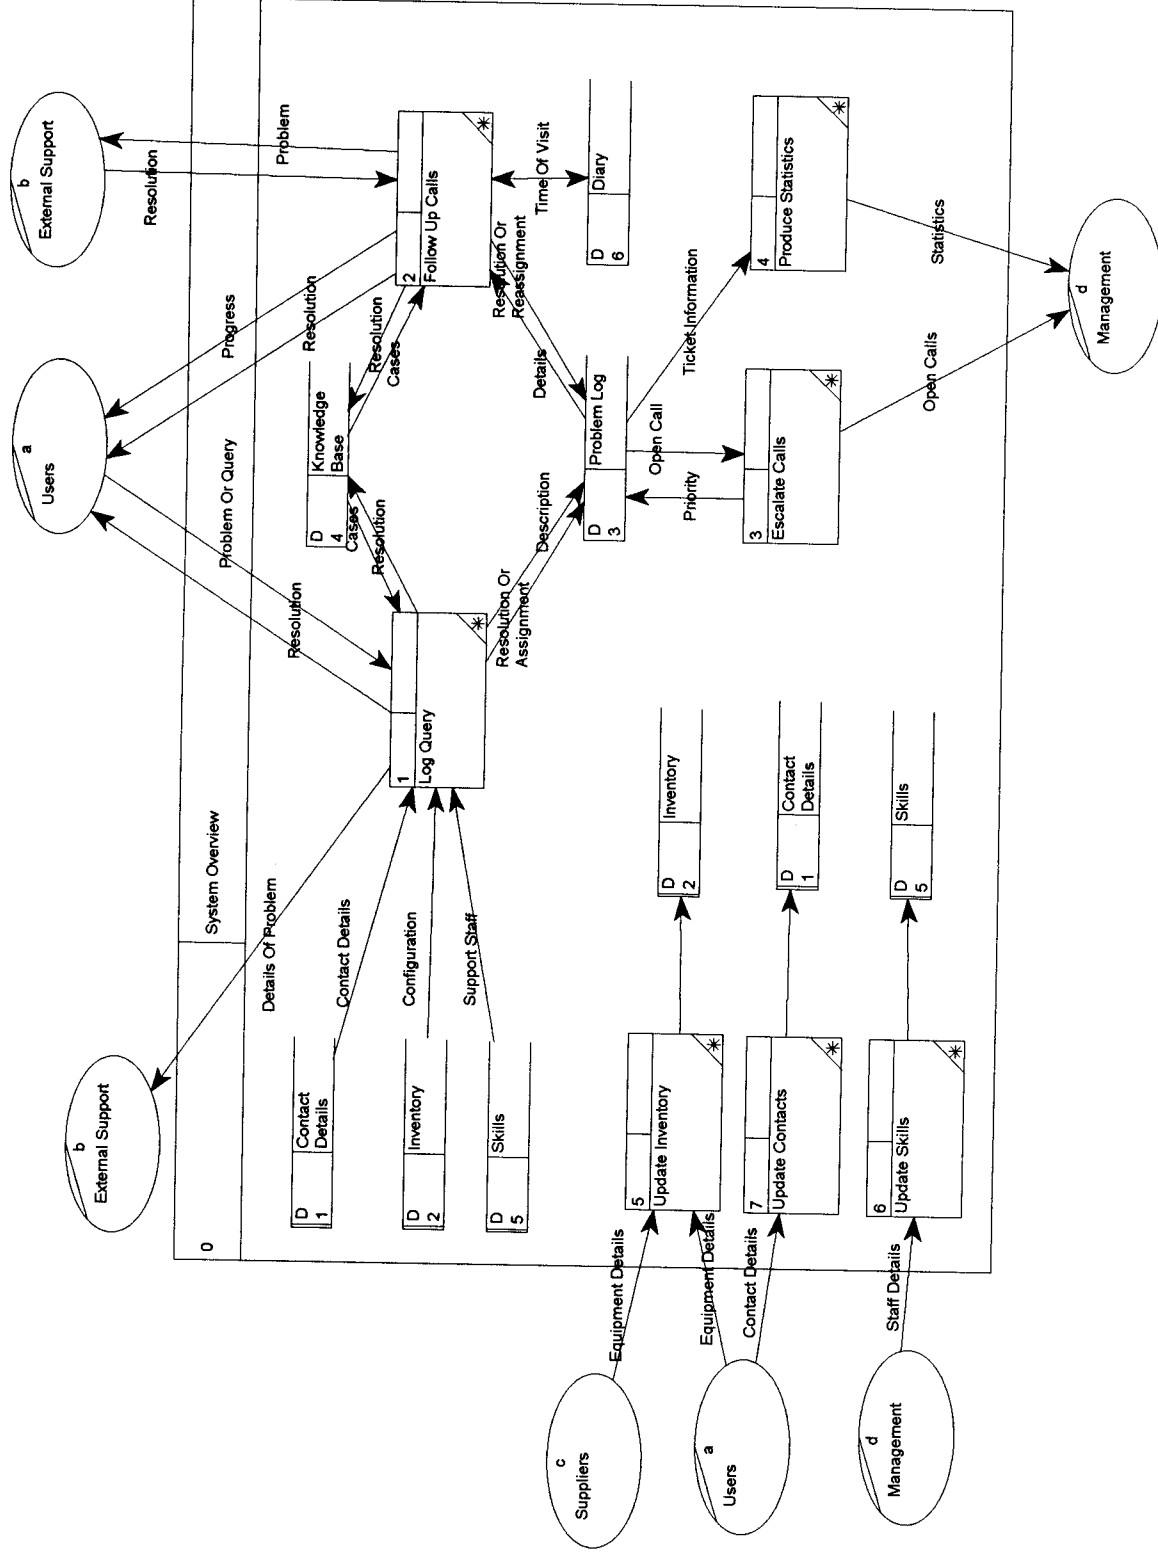 b
External Support
a
Users
b
External Support
0
System Overview
Details Of Problem
Resolution
Problem Or Query
Progress
Resolution
Resolution
Problem
D
1
Contact
Details
Contact Details
D
2
Inventory
Configuration
D
5
Skills
Support Staff
1
Log Query
*
D
4
Knowledge
Base
Cases
Resolution
Resolution
Cases
2
Follow Up Calls
*
Resolution Or
Assignment
Description
Details
Resolution Or
Reassignment
Time Of Visit
D
3
Problem Log
D
6
Diary
Priority
Open Call
Ticket Information
3
Escalate Calls
*
4
Produce Statistics
*
Open Calls
Statistics
d
Management
c
Suppliers
Equipment Details
5
Update Inventory
*
D
2
Inventory
a
Users
Equipment Details
Contact Details
7
Update Contacts
*
D
1
Contact
Details
d
Management
Staff Details
6
Update Skills
*
D
5
Skills